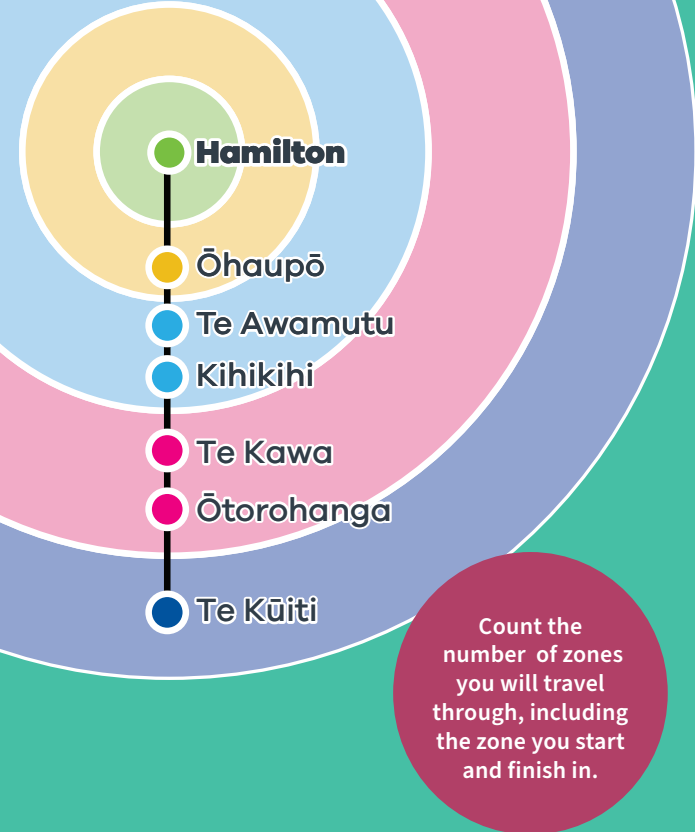 Hamilton
Ōhaupō
Te Awamutu
Kihikihi
Te Kawa
Ōtorohanga
Te Kūiti
Count the
number of zones
you will travel
through, including
the zone you start
and finish in.